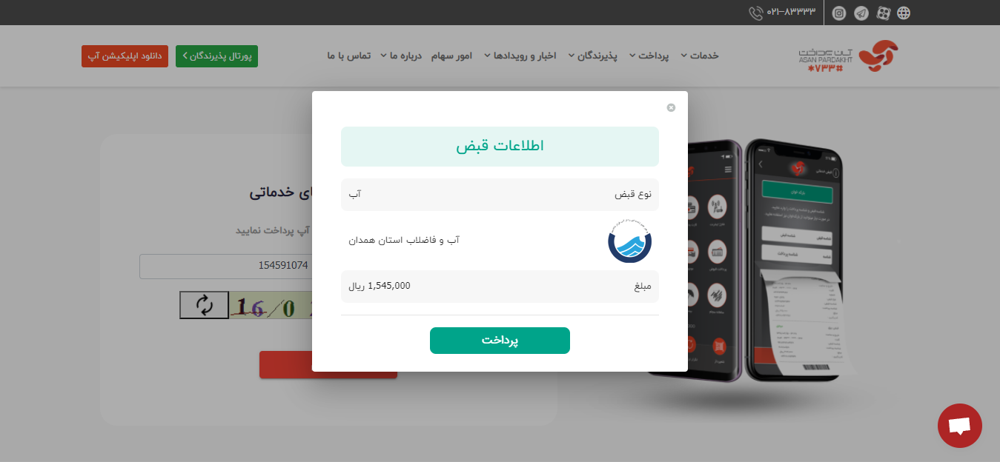 ۰۲۱–۸۳۳۳۳
آسان پرداخت
ASAN PARDAKHT
*۷۳۳#
خدمات
پرداخت
پذیرندگان
اخبار و رویدادها
امور سهام
درباره ما
تماس با ما
پورتال پذیرندگان
دانلود اپلیکیشن آپ
اطلاعات قبض
نوع قبض
آب
آب و فاضلاب استان همدان
مبلغ
1,545,000 ریال
پرداخت
خدماتی
آپ پرداخت نمایید
154591074
16/0